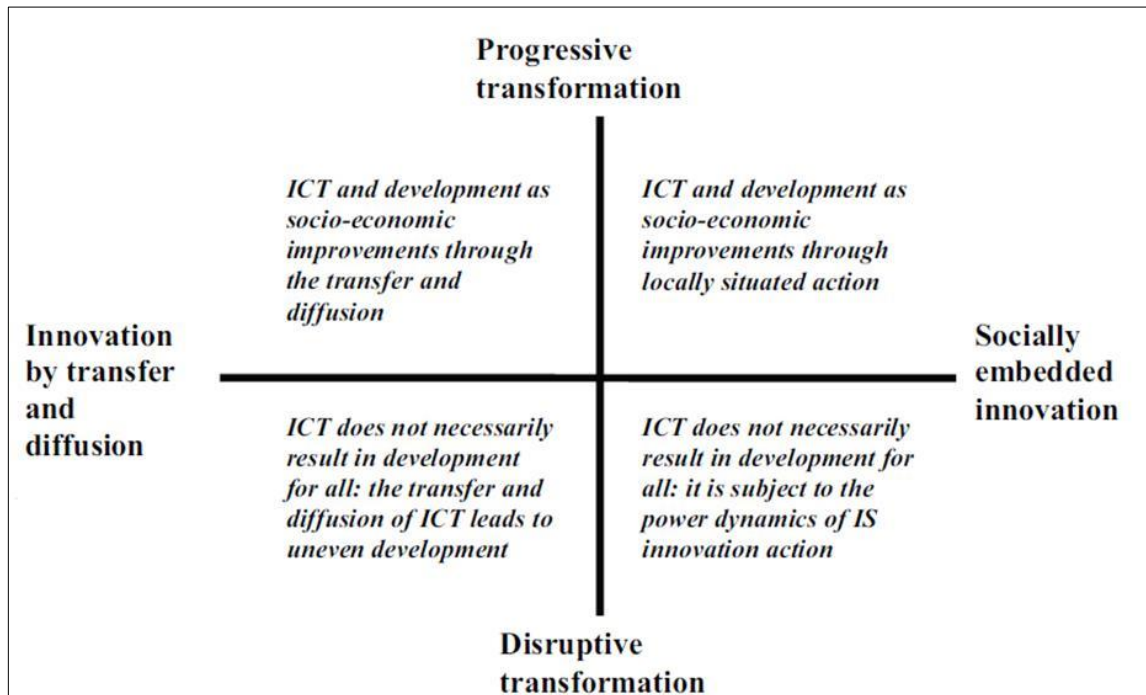 Progressive
transformation
ICT and development as
socio-economic
improvements through
the transfer and
diffusion
ICT and development as
socio-economic
improvements through
locally situated action
Innovation
by transfer
and
diffusion
Socially
embedded
innovation
ICT does not necessarily
result in development
for all: the transfer and
diffusion of ICT leads to
uneven development
ICT does not necessarily
result in development for
all: it is subject to the
power dynamics of IS
innovation action
Disruptive
transformation